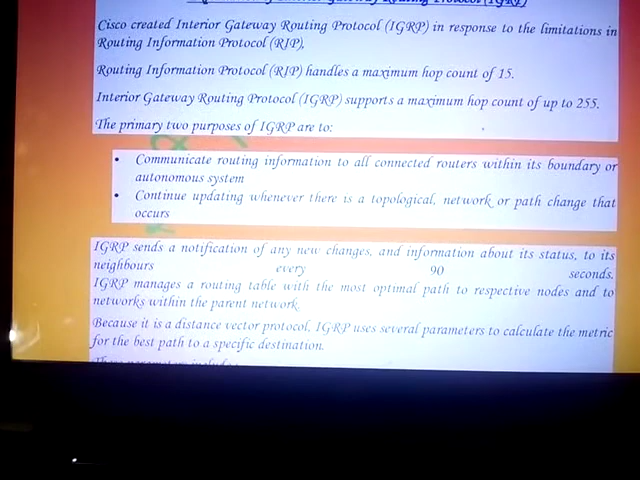 Interior Gateway Routing Protocol (IGRP)
Cisco created Interior Gateway Routing Protocol (IGRP) in response to the limitations in
Routing Information Protocol (RIP),
Routing Information Protocol (RIP) handles a maximum hop count of 15.
Interior Gateway Routing Protocol (IGRP) supports a maximum hop count of up to 255.
The primary two purposes of IGRP are to:
• Communicate routing information to all connected routers within its boundary or
autonomous system
• Continue updating whenever there is a topological, network or path change that
occurs
IGRP sends a notification of any new changes, and information about its status, to its
neighbours every 90 seconds.
IGRP manages a routing table with the most optimal path to respective nodes and to
networks within the parent network.
Because it is a distance vector protocol, IGRP uses several parameters to calculate the metric
for the best path to a specific destination.